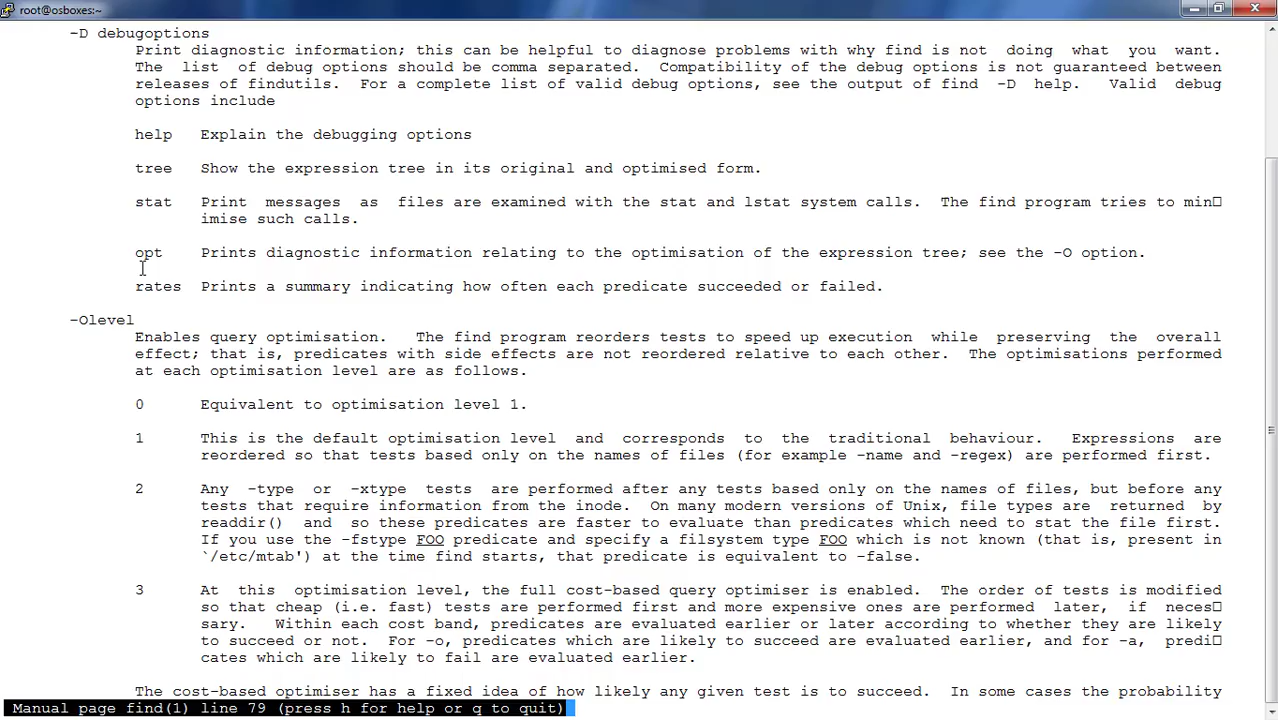 root@osboxes:~
-D debugoptions
Print diagnostic information; this can be helpful to diagnose problems with why find is not doing what you want.
The list of debug options should be comma separated. Compatibility of the debug options is not guaranteed between
releases of findutils. For a complete list of valid debug options, see the output of find -D help. Valid debug
options include
help Explain the debugging options
tree Show the expression tree in its original and optimised form.
stat Print messages as files are examined with the stat and lstat system calls. The find program tries to min□
imise such calls.
opt Prints diagnostic information relating to the optimisation of the expression tree; see the -O option.
rates Prints a summary indicating how often each predicate succeeded or failed.
-Olevel
Enables query optimisation. The find program reorders tests to speed up execution while preserving the overall
effect; that is, predicates with side effects are not reordered relative to each other. The optimisations performed
at each optimisation level are as follows.
0 Equivalent to optimisation level 1.
1 This is the default optimisation level and corresponds to the traditional behaviour. Expressions are
reordered so that tests based only on the names of files (for example -name and -regex) are performed first.
2 Any -type or -xtype tests are performed after any tests based only on the names of files, but before any
tests that require information from the inode. On many modern versions of Unix, file types are returned by
readdir() and so these predicates are faster to evaluate than predicates which need to stat the file first.
If you use the -fstype FOO predicate and specify a filsystem type FOO which is not known (that is, present in
`/etc/mtab') at the time find starts, that predicate is equivalent to -false.
3 At this optimisation level, the full cost-based query optimiser is enabled. The order of tests is modified
so that cheap (i.e. fast) tests are performed first and more expensive ones are performed later, if neces□
sary. Within each cost band, predicates are evaluated earlier or later according to whether they are likely
to succeed or not. For -o, predicates which are likely to succeed are evaluated earlier, and for -a, predi□
cates which are likely to fail are evaluated earlier.
The cost-based optimiser has a fixed idea of how likely any given test is to succeed. In some cases the probability
Manual page find(1) line 79 (press h for help or q to quit)